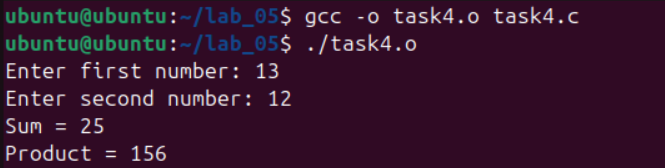 ubuntu@ubuntu:~/lab_05$ gcc -o task4.o task4.c
ubuntu@ubuntu:~/lab_05$ ./task4.o
Enter first number: 13
Enter second number: 12
Sum = 25
Product = 156